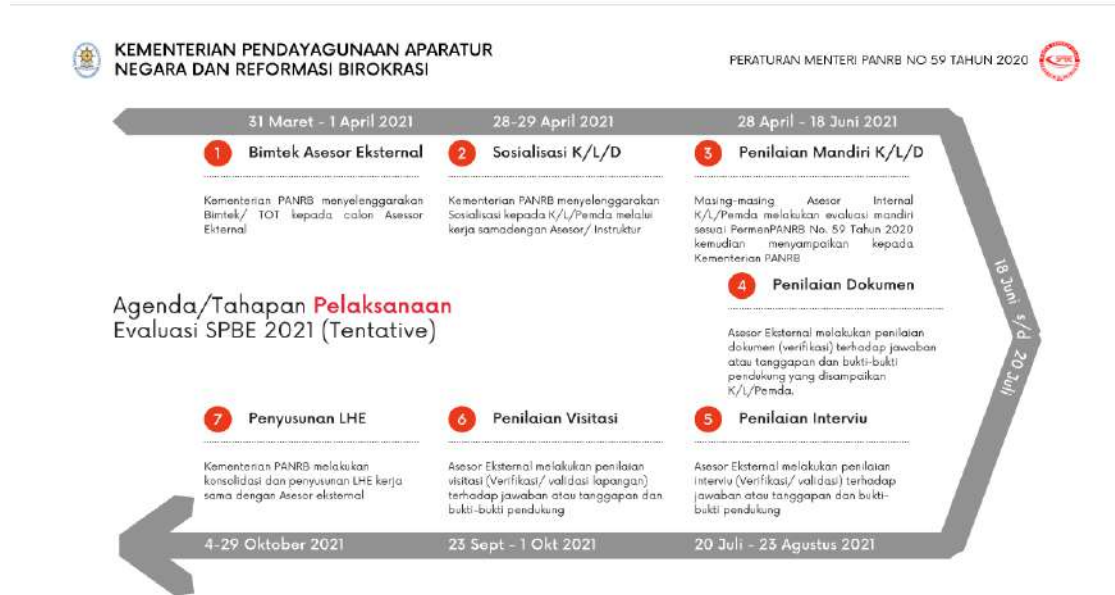 KEMENTERIAN PENDAYAGUNAAN APARATUR
NEGARA DAN REFORMASI BIROKRASI
PERATURAN MENTERI PANRB NO 59 TAHUN 2020
SPBE
31 Maret - 1 April 2021
28-29 April 2021
28 April - 18 Juni 2021
1 Bimtek Asesor Eksternal
Kementerian PANRB menyelenggarakan
Bimtek/ TOT kepada calon Asessor
Ekternal
2 Sosialisasi K/L/D
Kementerian PANRB menyelenggarakan
Sosialisasi kepada K/L/Pemda melalui
kerja samadengan Asesor/ Instruktur
3 Penilaian Mandiri K/L/D
Masing-masing Asesor Internal
K/L/Pemda melakukan evaluasi mandiri
sesuai PermenPANRB No. 59 Tahun 2020
kemudian menyampaikan kepada
Kementerian PANRB
18 Juni s/d 20 Juli
4 Penilaian Dokumen
Asesor Eksternal melakukan penilaian
dokumen (verifikasi) terhadap jawaban
atau tanggapan dan bukti-bukti
pendukung yang disampaikan
K/L/Pemda.
Agenda/Tahapan Pelaksanaan
Evaluasi SPBE 2021 (Tentative)
7 Penyusunan LHE
Kementerian PANRB melakukan
konsolidasi dan penyusunan LHE kerja
sama dengan Asesor eksternal
6 Penilaian Visitasi
Asesor Eksternal melakukan penilaian
visitasi (Verifikasi/ validasi lapangan)
terhadap jawaban atau tanggapan dan
bukti-bukti pendukung
5 Penilaian Interviu
Asesor Eksternal melakukan penilaian
interviu (Verifikasi/ validasi) terhadap
jawaban atau tanggapan dan bukti-
bukti pendukung
4-29 Oktober 2021
23 Sept - 1 Okt 2021
20 Juli - 23 Agustus 2021